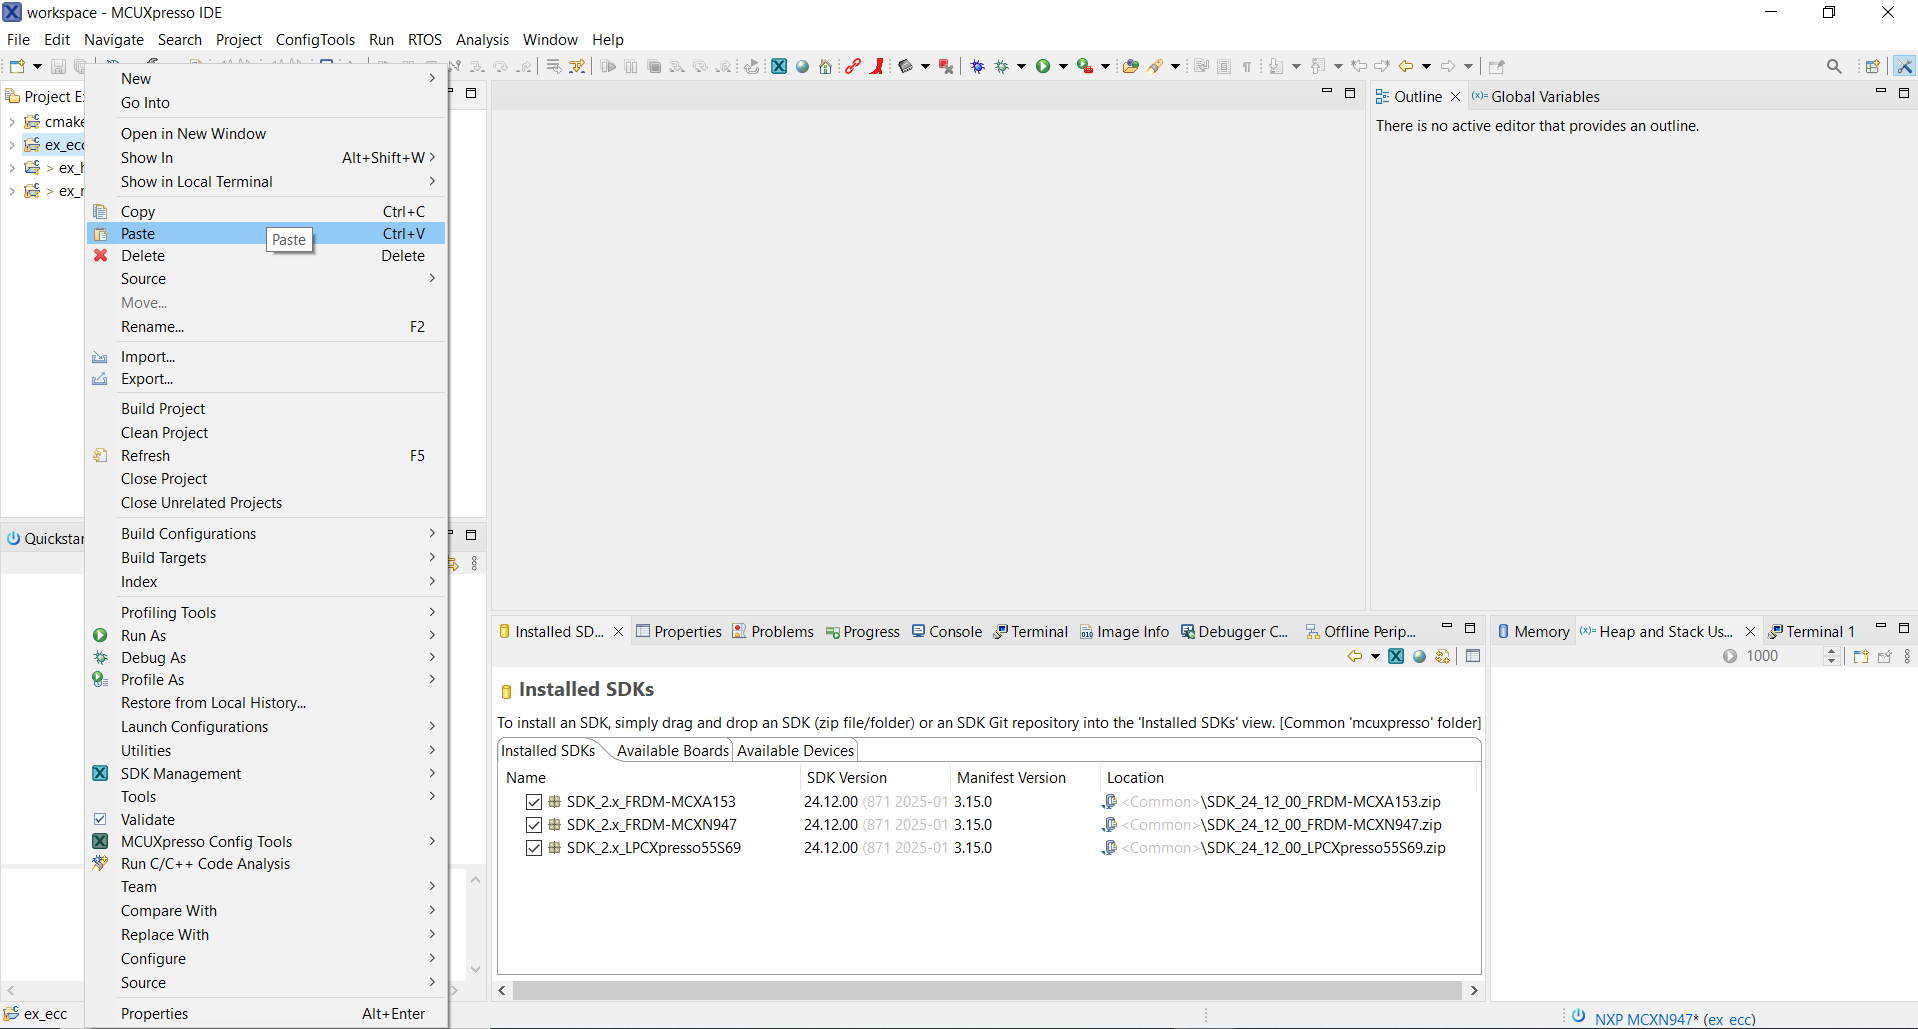 workspace - MCUXpresso IDE
File Edit Navigate Search Project ConfigTools Run RTOS Analysis Window Help
Project
cmake
ex_ecc
> ex_
> ex_
New
Go Into
Open in New Window
Show In Alt+Shift+W
Show in Local Terminal
Copy Ctrl+C
Paste Ctrl+V
Paste
Delete Delete
Source
Move...
Rename... F2
Import...
Export...
Build Project
Clean Project
Refresh F5
Close Project
Close Unrelated Projects
Build Configurations
Build Targets
Index
Profiling Tools
Run As
Debug As
Profile As
Restore from Local History...
Launch Configurations
Utilities
SDK Management
Tools
Validate
MCUXpresso Config Tools
Run C/C++ Code Analysis
Team
Compare With
Replace With
Configure
Source
Properties Alt+Enter
Quickstar
ex_ecc
Outline (x)= Global Variables
There is no active editor that provides an outline.
Installed SD... Properties Problems Progress Console Terminal Image Info Debugger C... Offline Perip...
Installed SDKs
To install an SDK, simply drag and drop an SDK (zip file/folder) or an SDK Git repository into the 'Installed SDKs' view. [Common 'mcuxpresso' folder]
Installed SDKs Available Boards Available Devices
Name SDK Version Manifest Version Location
SDK_2.x_FRDM-MCXA153 24.12.00 (871 2025-01 3.15.0 <Common>\SDK_24_12_00_FRDM-MCXA153.zip
SDK_2.x_FRDM-MCXN947 24.12.00 (871 2025-01 3.15.0 <Common>\SDK_24_12_00_FRDM-MCXN947.zip
SDK_2.x_LPCXpresso55S69 24.12.00 (871 2025-01 3.15.0 <Common>\SDK_24_12_00_LPCXpresso55S69.zip
Memory (x)= Heap and Stack Us... Terminal 1
1000
NXP MCXN947* (ex_ecc)